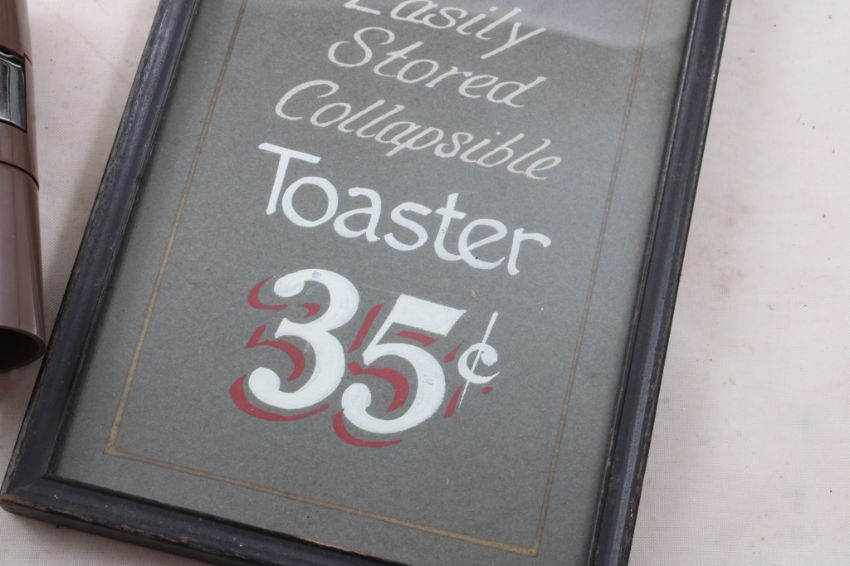 Easily
Stored
Collapsible
Toaster
35¢